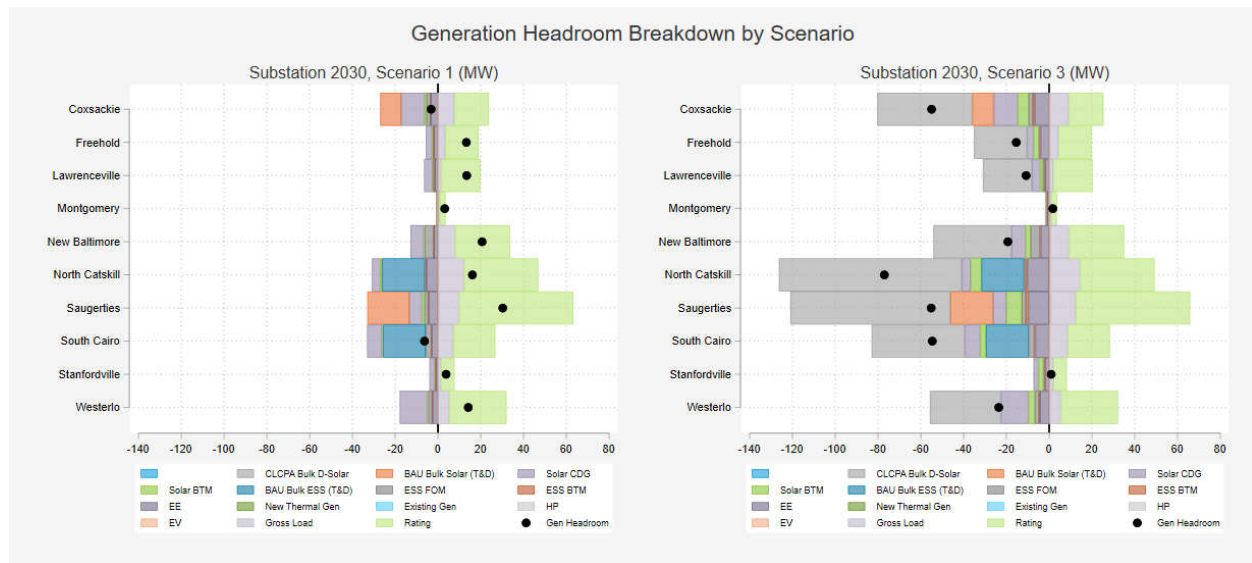 Generation Headroom Breakdown by Scenario
Substation 2030, Scenario 1 (MW)
Coxsackie
Freehold
Lawrenceville
Montgomery
New Baltimore
North Catskill
Saugerties
South Cairo
Stanfordville
Westerlo
-140 -120 -100 -80 -60 -40 -20 0 20 40 60 80
CLCPA Bulk D-Solar BAU Bulk Solar (T&D) Solar CDG
Solar BTM BAU Bulk ESS (T&D) ESS FOM ESS BTM
EE New Thermal Gen Existing Gen HP
EV Gross Load Rating Gen Headroom
Substation 2030, Scenario 3 (MW)
Coxsackie
Freehold
Lawrenceville
Montgomery
New Baltimore
North Catskill
Saugerties
South Cairo
Stanfordville
Westerlo
-140 -120 -100 -80 -60 -40 -20 0 20 40 60 80
CLCPA Bulk D-Solar BAU Bulk Solar (T&D) Solar CDG
Solar BTM BAU Bulk ESS (T&D) ESS FOM ESS BTM
EE New Thermal Gen Existing Gen HP
EV Gross Load Rating Gen Headroom